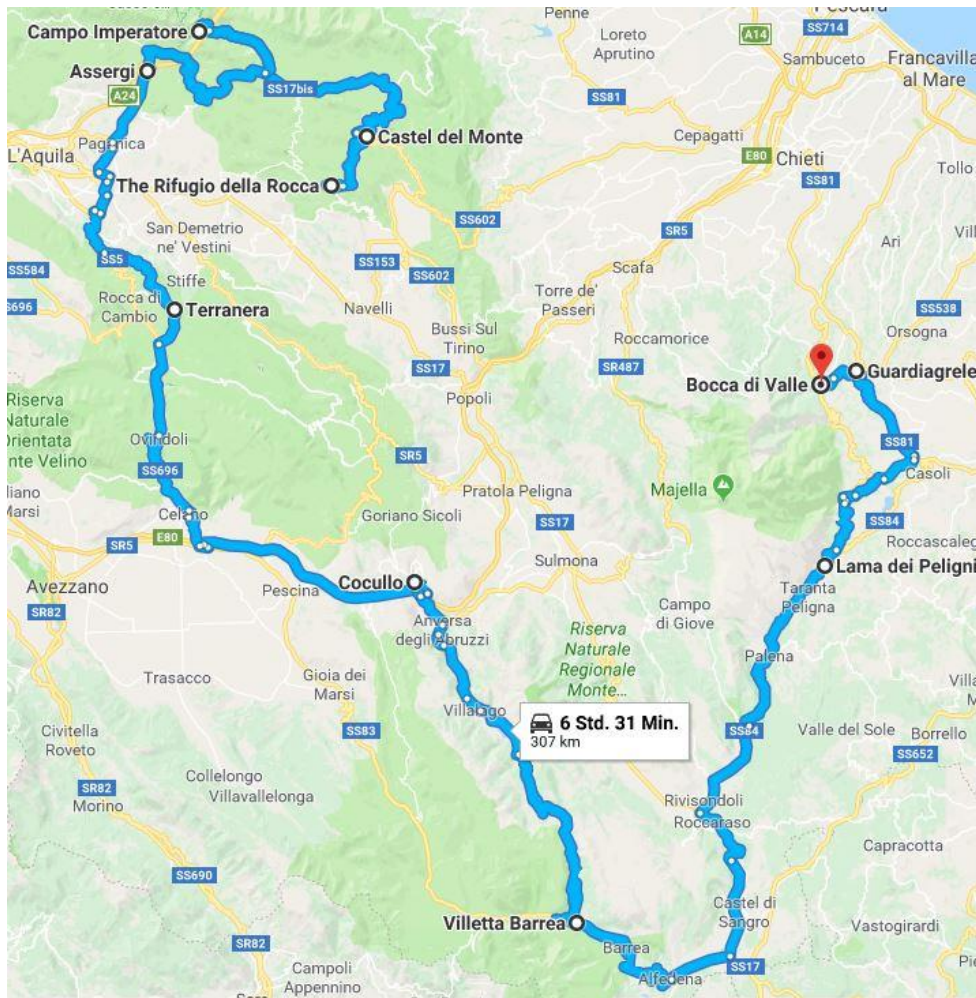 Penne
Pescara
SS714
Loreto
Aprutino
A14
Sambuceto
Francavilla
al Mare
Campo Imperatore
Assergi
A24
SS17bis
SS81
Cepagatti
E80
Chieti
SS81
Tollo
Paganica
L'Aquila
Castel del Monte
The Rifugio della Rocca
San Demetrio
ne' Vestini
SS602
SR5
Ari
SS5
SS584
SS696
Stiffe
Rocca di
Cambio
Terranera
SS153
SS602
Navelli
Scafa
Torre de'
Passeri
Bussi Sul
Tirino
Roccamorice
SS538
Orsogna
SS17
SR487
Popoli
Bocca di Valle
Guardiagrele
Riserva
Naturale
Orientata
Ovindoli
SS696
SR5
SS81
Casoli
Pratola Peligna
Majella
Marsi
Celano
Goriano Sicoli
SS17
SS84
SR5
E80
Sulmona
Lama dei Peligni
Avezzano
Pescina
Cocullo
Taranta
Peligna
SR82
Anversa
degli Abruzzi
Campo
di Giove
Riserva
Naturale
Regionale
Monte...
Palena
Trasacco
Gioia dei
Marsi
Villalago
6 Std. 31 Min.
307 km
SS83
SS84
Valle del Sole
Borrello
Civitella
Roveto
SS652
Collelongo
Villavallelonga
SR82
Morino
Rivisondoli
Roccaraso
Capracotta
SS690
Castel di
Sangro
Villetta Barrea
SR82
Barrea
Vastogirardi
Alfedena
SS17
Campoli
Appennino